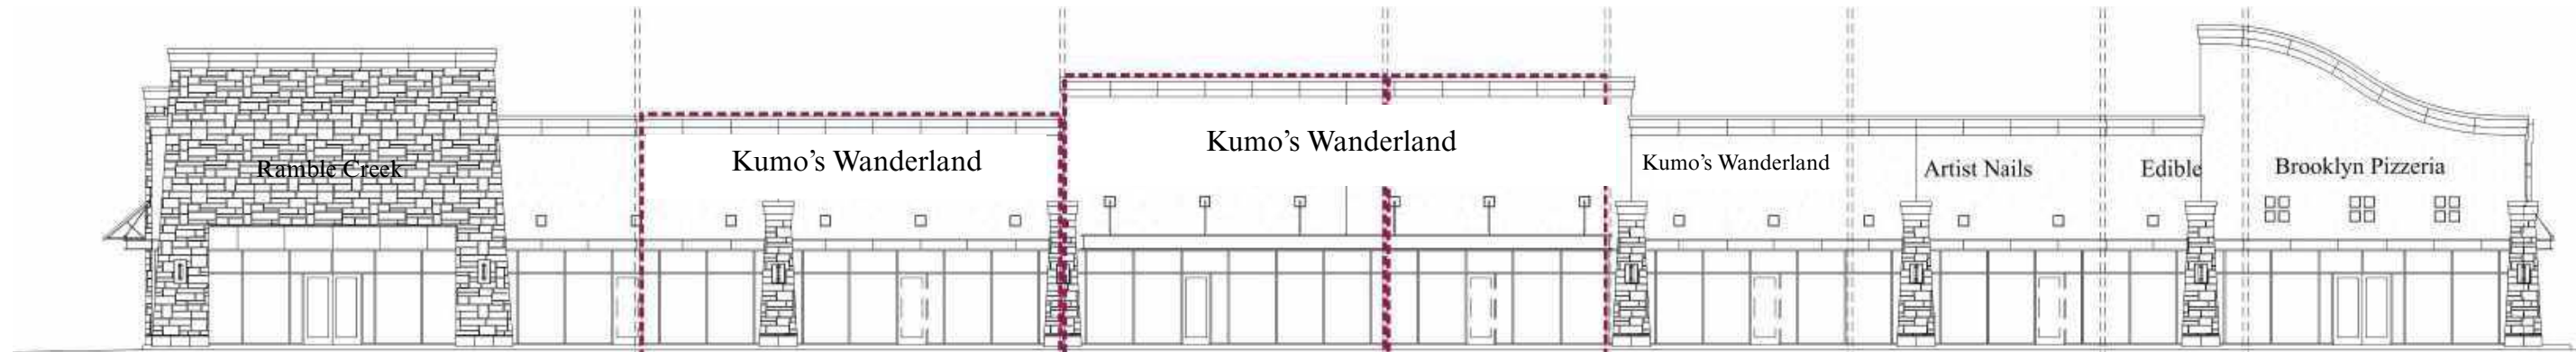 Ramble Creek
Kumo’s Wanderland
Kumo’s Wanderland
Kumo’s Wanderland
Artist Nails
Edible
Brooklyn Pizzeria